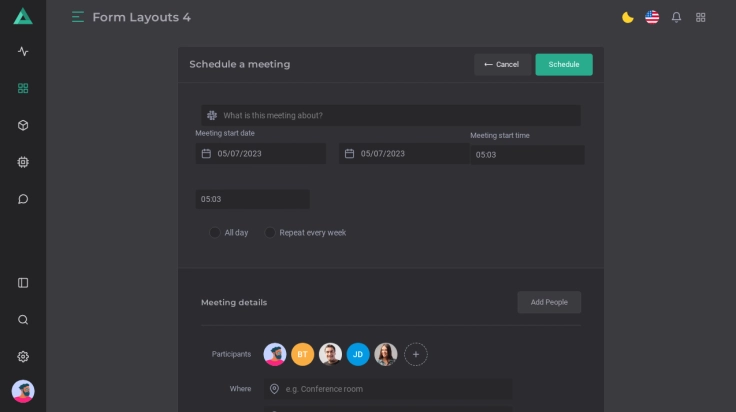 Form Layouts 4
Schedule a meeting
Cancel
Schedule
What is this meeting about?
Meeting start date
Meeting start time
05/07/2023
05/07/2023
05:03
05:03
All day
Repeat every week
Meeting details
Add People
Participants
BT
JD
Where
e.g. Conference room